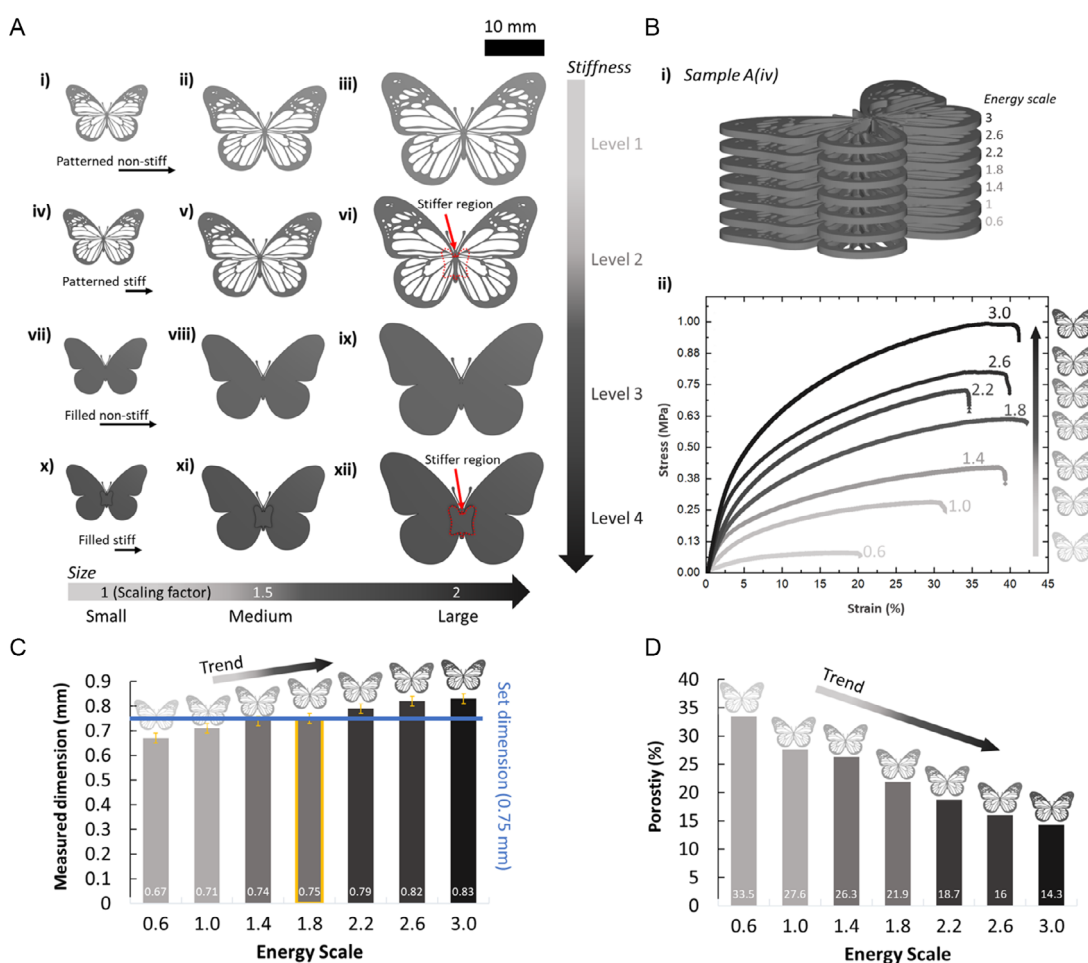 A
10 mm
i)
ii)
iii)
Stiffness
Patterned non-stiff
Level 1
iv)
v)
vi)
Stiffer region
Patterned stiff
Level 2
vii)
viii)
ix)
Filled non-stiff
Level 3
x)
xi)
xii)
Stiffer region
Filled stiff
Level 4
Size
1 (Scaling factor) 1.5 2
Small Medium Large
B
i) Sample A(iv)
Energy scale
3
2.6
2.2
1.8
1.4
1
0.6
ii)
Stress (MPa)
1.00
0.88
0.75
0.63
0.50
0.38
0.25
0.13
0.00
3.0
2.6
2.2
1.8
1.4
1.0
0.6
0 5 10 15 20 25 30 35 40 45
Strain (%)
C
Trend
Measured dimension (mm)
0.9
0.8
0.7
0.6
0.5
0.4
0.3
0.2
0.1
0
Set dimension (0.75 mm)
0.67 0.71 0.74 0.75 0.79 0.82 0.83
0.6 1.0 1.4 1.8 2.2 2.6 3.0
Energy Scale
D
Trend
Porostiy (%)
40
35
30
25
20
15
10
5
0
33.5 27.6 26.3 21.9 18.7 16 14.3
0.6 1.0 1.4 1.8 2.2 2.6 3.0
Energy Scale